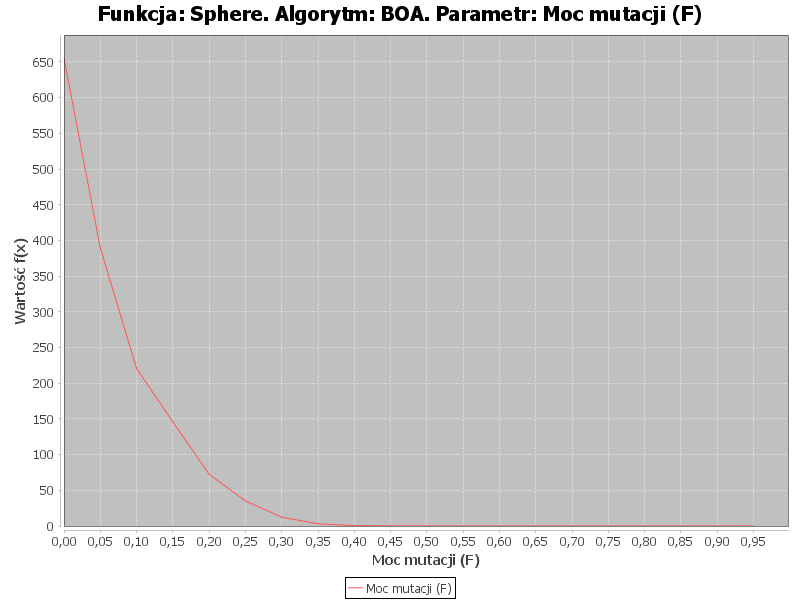 Funkcja: Sphere. Algorytm: BOA. Parametr: Moc mutacji (F)
650
600
550
500
450
400
350
300
250
200
150
100
50
0
Wartość f(x)
0,00 0,05 0,10 0,15 0,20 0,25 0,30 0,35 0,40 0,45 0,50 0,55 0,60 0,65 0,70 0,75 0,80 0,85 0,90 0,95
Moc mutacji (F)
Moc mutacji (F)